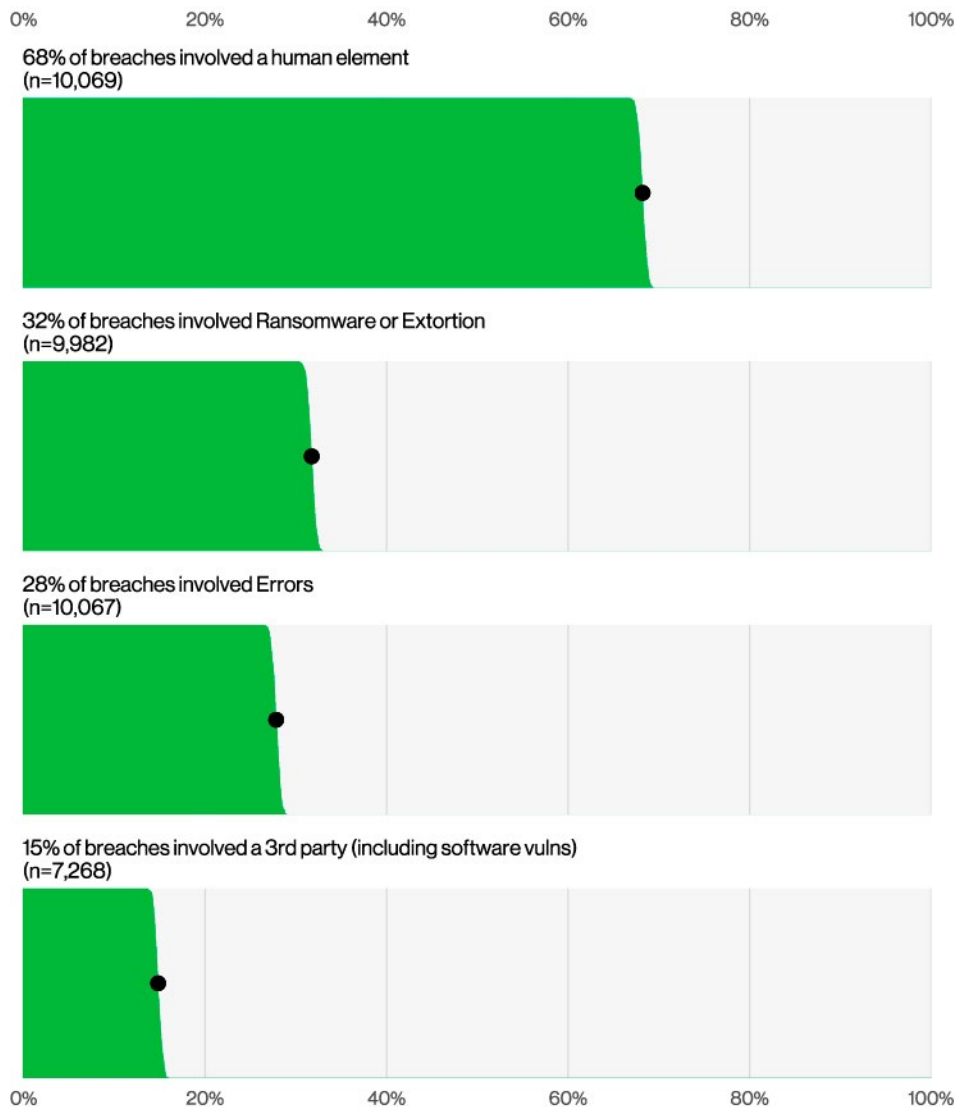 0% 20% 40% 60% 80% 100%
68% of breaches involved a human element
(n=10,069)
32% of breaches involved Ransomware or Extortion
(n=9,982)
28% of breaches involved Errors
(n=10,067)
15% of breaches involved a 3rd party (including software vulns)
(n=7,268)
0% 20% 40% 60% 80% 100%